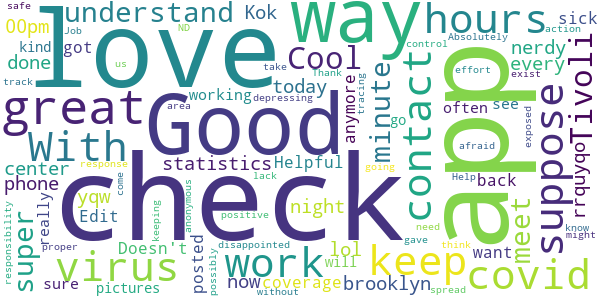 safe
understand
Kok
way
hours
sick
00pm
kind
Job
ND
love
take
Thank
control
Absolutely
action
done
got
us
Cool
anymore
minute
contact
nerdy
effort
every
app
suppose
Tivoli
track
working
today
depressing
tracing
go
often
see
exist
great
Good
area
afraid
With
check
statistics
Helpful
center
response
phone
yqw
lack
back
Help
exposed
rrquyqo
come
Edit
night
keep
meet
responsibility
super
really
keeping
anonymous
positive
going
need
want
know
might
Doesn't
posted
disappointed
lol
gave
think
virus
work
Will
covid
sure
pictures
possibly
now
coverage
without
brooklyn
spread
proper